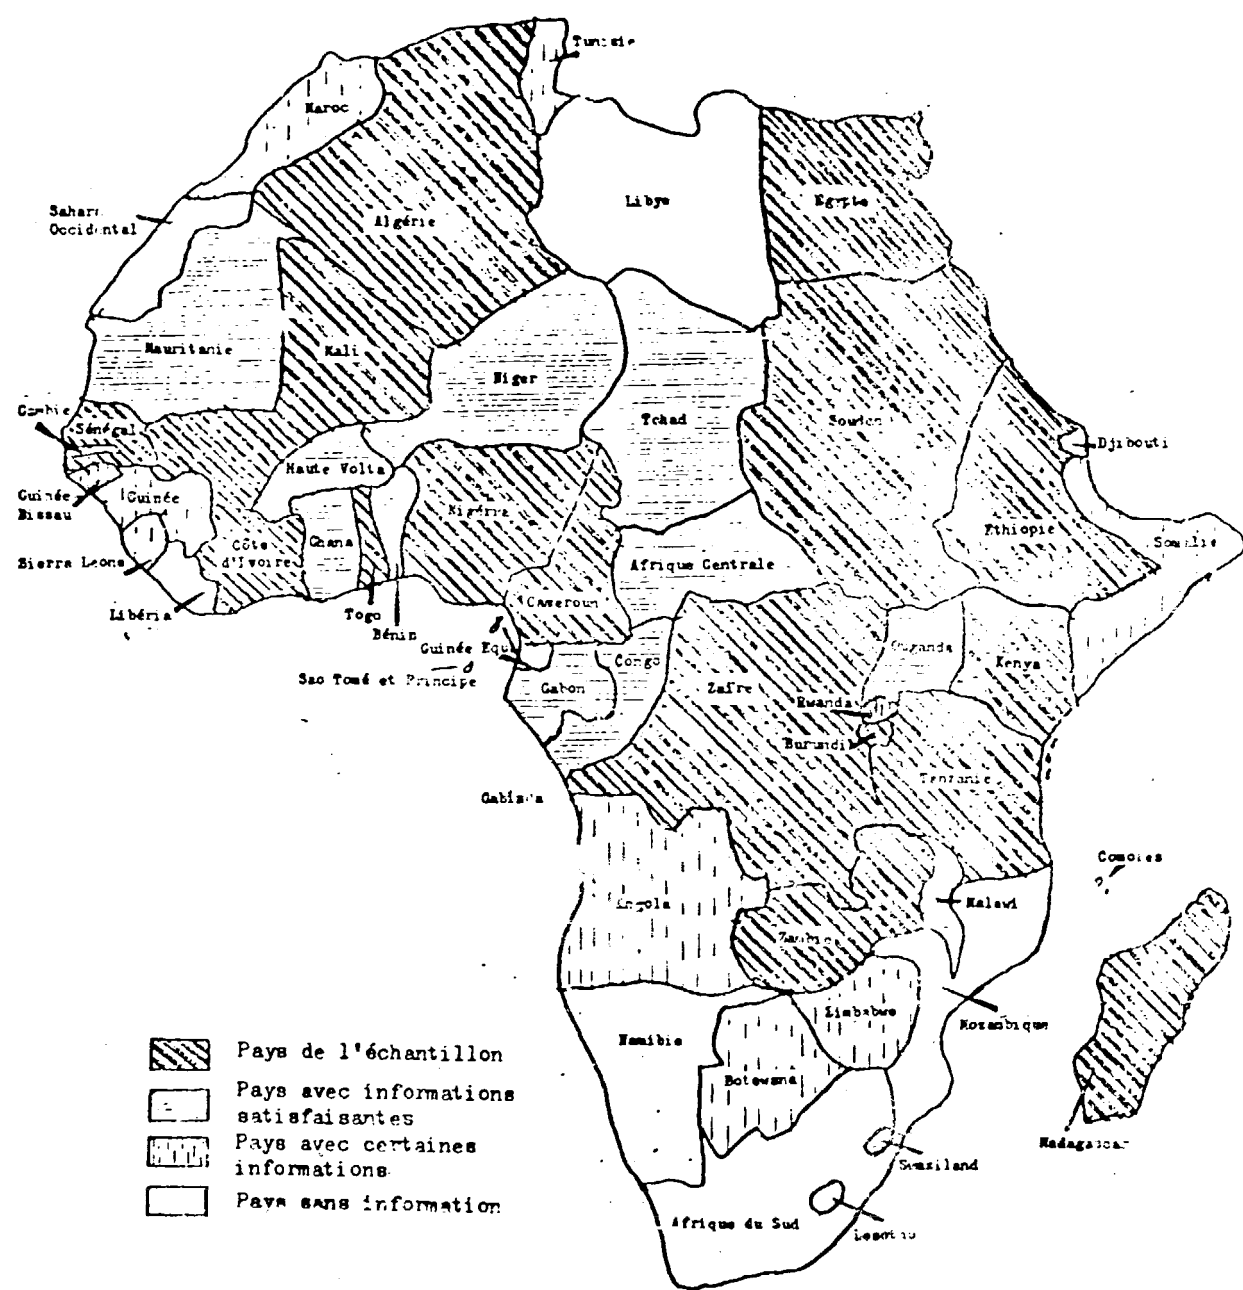 Tunisie
Maroc
Sahara
Occidental
Algérie
Libye
Egypte
Mauritanie
Mali
Niger
Tchad
Soudan
Gambie
Sénégal
Djibouti
Haute Volta
Guinée
Bissau
Guinée
Nigéria
Ethiopie
Somalie
Côte
d'Ivoire
Ghana
Sierra Leone
Afrique Centrale
Libéria
Togo
Bénin
Cameroun
Guinée Equ.
Sao Tomé et Principe
Gabon
Congo
Zaïre
Ouganda
Kenya
Rwanda
Burundi
Tanzanie
Gabinda
Comores
Angola
Malawi
Zambie
Mozambique
Zimbabwe
Namibie
Botswana
Madagascar
Swaziland
Afrique du Sud
Lesotho
Pays de l'échantillon
Pays avec informations
satisfaisantes
Pays avec certaines
informations
Pays sans information